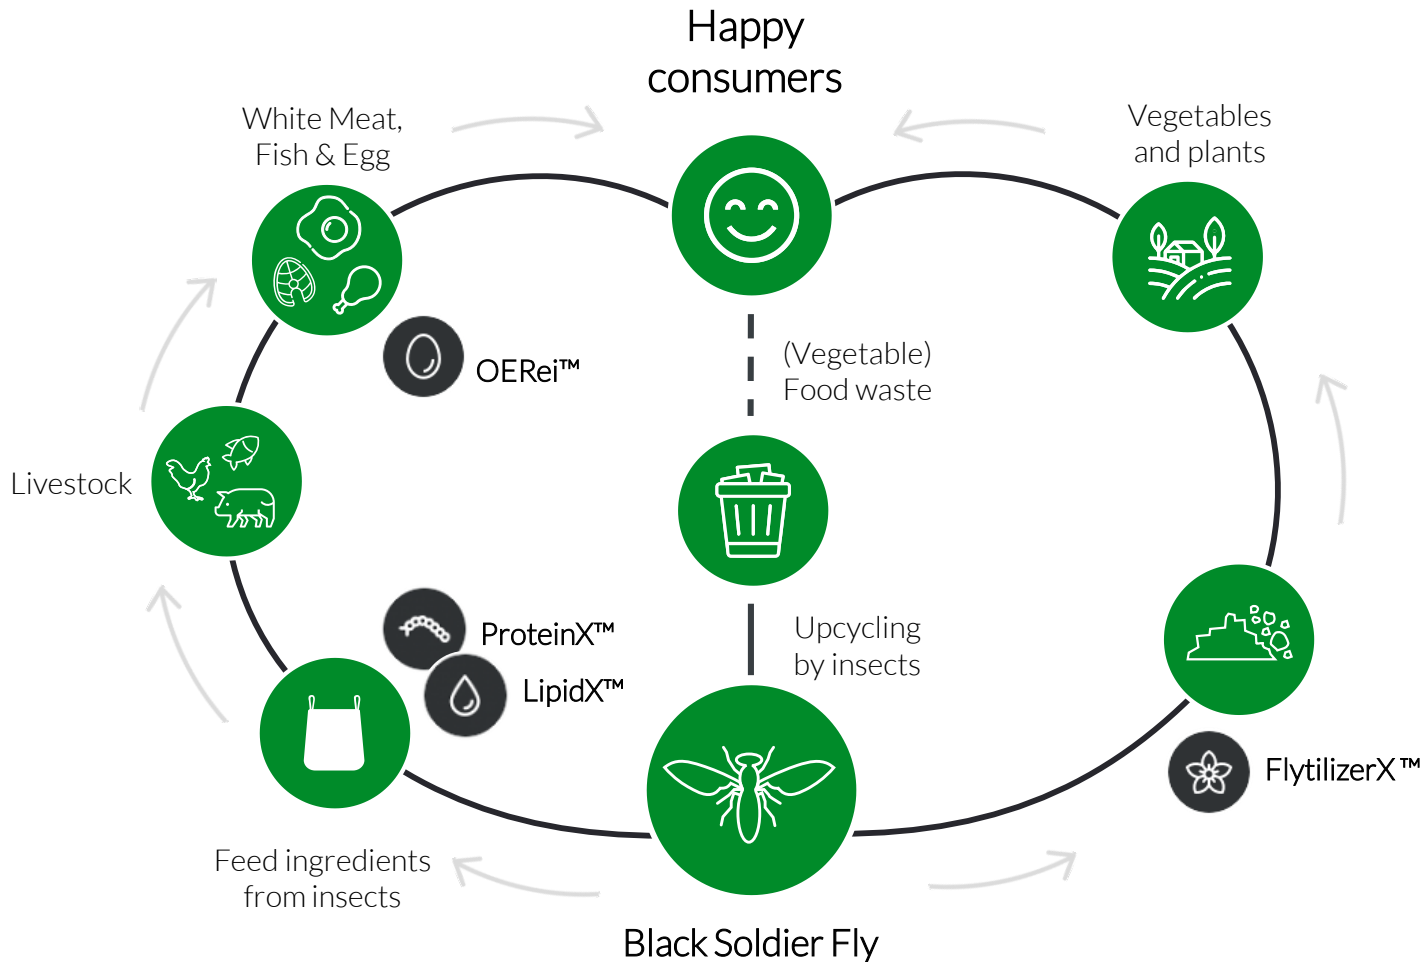 Happy
consumers
White Meat,
Fish & Egg
Vegetables
and plants
OERei™
(Vegetable)
Food waste
Livestock
ProteinX™
LipidX™
Upcycling
by insects
FlytilizerX™
Feed ingredients
from insects
Black Soldier Fly